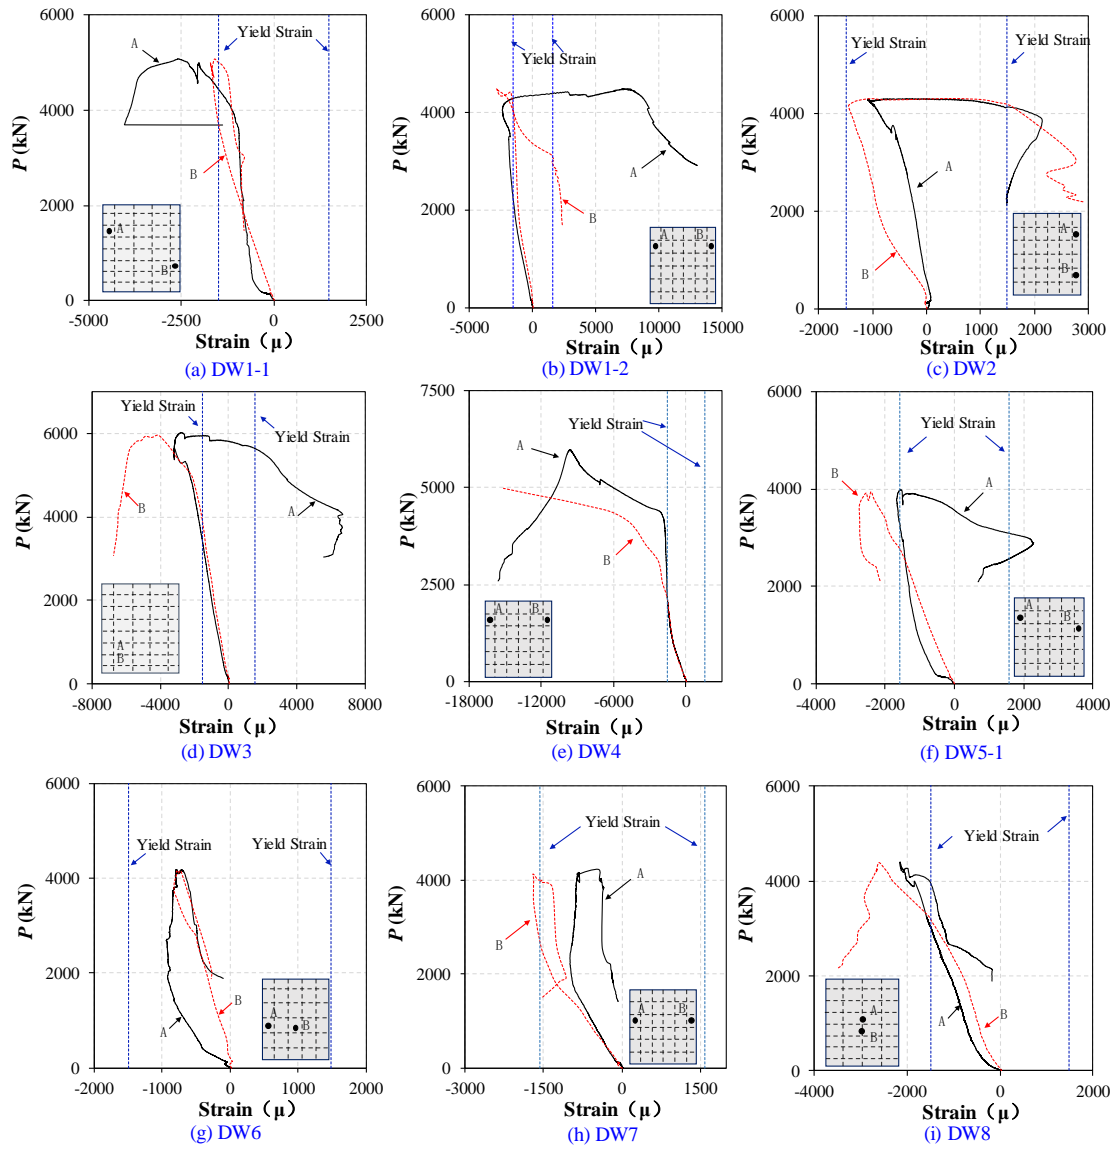 6000
4000
2000
0
P (kN)
A
B
Yield Strain
A
B
-5000
-2500
0
2500
Strain（μ）
(a) DW1-1
6000
4000
2000
0
P (kN)
Yield Strain
A
B
A
B
-5000
0
5000
10000
15000
Strain（μ）
(b) DW1-2
6000
4000
2000
0
P (kN)
Yield Strain
Yield Strain
A
B
A
B
-2000
-1000
0
1000
2000
3000
Strain（μ）
(c) DW2
8000
6000
4000
2000
0
P (kN)
Yield Strain
Yield Strain
B
A
A
B
-8000
-4000
0
4000
8000
Strain（μ）
(d) DW3
7500
5000
2500
0
P (kN)
Yield Strain
A
B
A
B
-18000
-12000
-6000
0
Strain（μ）
(e) DW4
6000
4000
2000
0
P (kN)
Yield Strain
B
A
A
B
-4000
-2000
0
2000
4000
Strain（μ）
(f) DW5-1
6000
4000
2000
0
P (kN)
Yield Strain
Yield Strain
A
B
A
B
-2000
-1000
0
1000
2000
Strain（μ）
(g) DW6
6000
4000
2000
0
P (kN)
Yield Strain
A
B
A
B
-3000
-1500
0
1500
Strain（μ）
(h) DW7
6000
4000
2000
0
P (kN)
Yield Strain
A
B
A
B
-4000
-2000
0
2000
Strain（μ）
(i) DW8